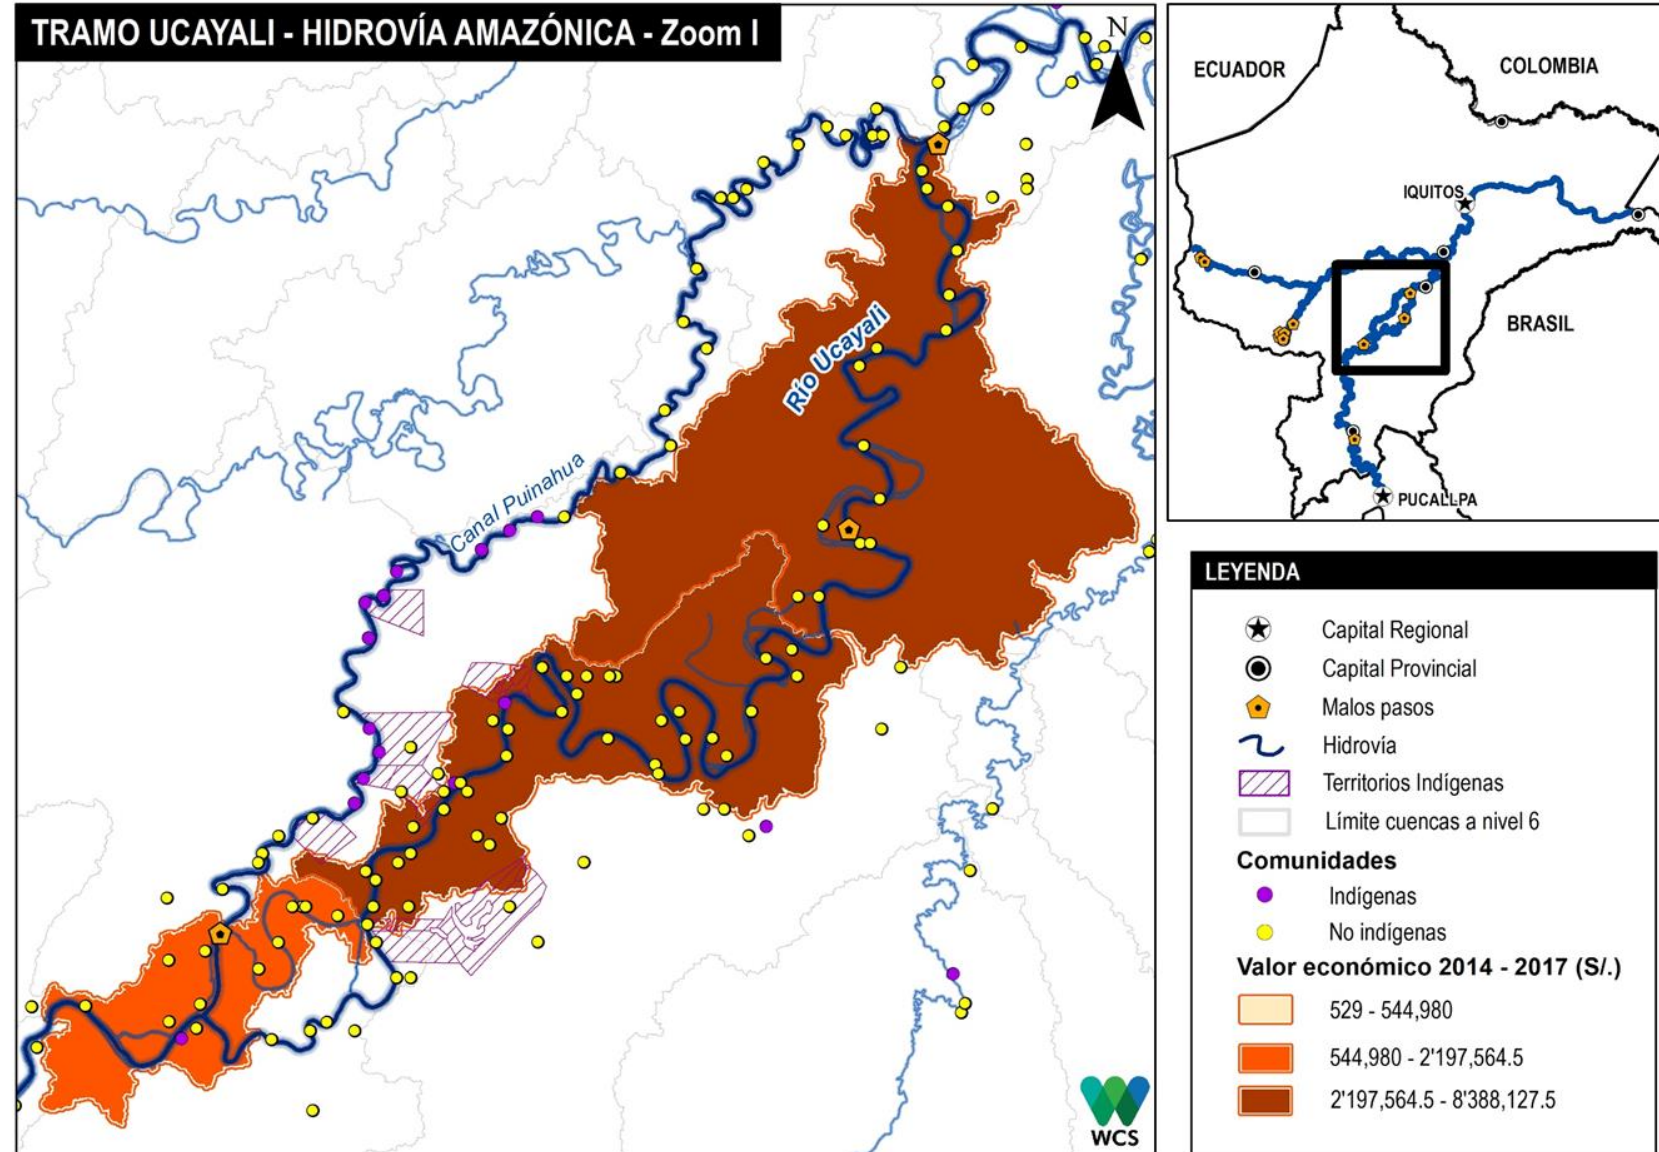 TRAMO UCAYALI - HIDROVÍA AMAZÓNICA - Zoom I
N
Río Ucayali
Canal Puinahua
WCS
ECUADOR
COLOMBIA
IQUITOS
BRASIL
PUCALLPA
LEYENDA
Capital Regional
Capital Provincial
Malos pasos
Hidrovía
Territorios Indígenas
Límite cuencas a nivel 6
Comunidades
Indígenas
No indígenas
Valor económico 2014 - 2017 (S/.)
529 - 544,980
544,980 - 2'197,564.5
2'197,564.5 - 8'388,127.5